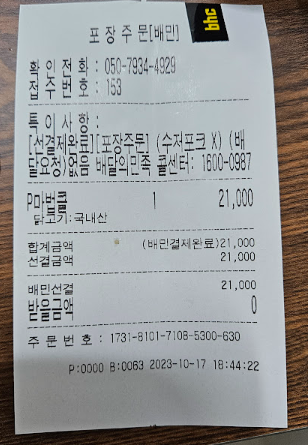 bhc
포장주문[배민]
확인전화 : 050-7934-4929
접수번호 : 153
특이사항 :
[선결제완료][포장주문] (수저포크 X) (배
달요청)없음 배달의민족 콜센터: 1600-0987
P마법클 1 21,000
닭고기:국내산
합계금액 (배민결제완료)21,000
선결금액 21,000
배민선결 21,000
받을금액 0
주문번호 : 1731-8101-7108-5300-630
P:0000 B:0063 2023-10-17 18:44:22